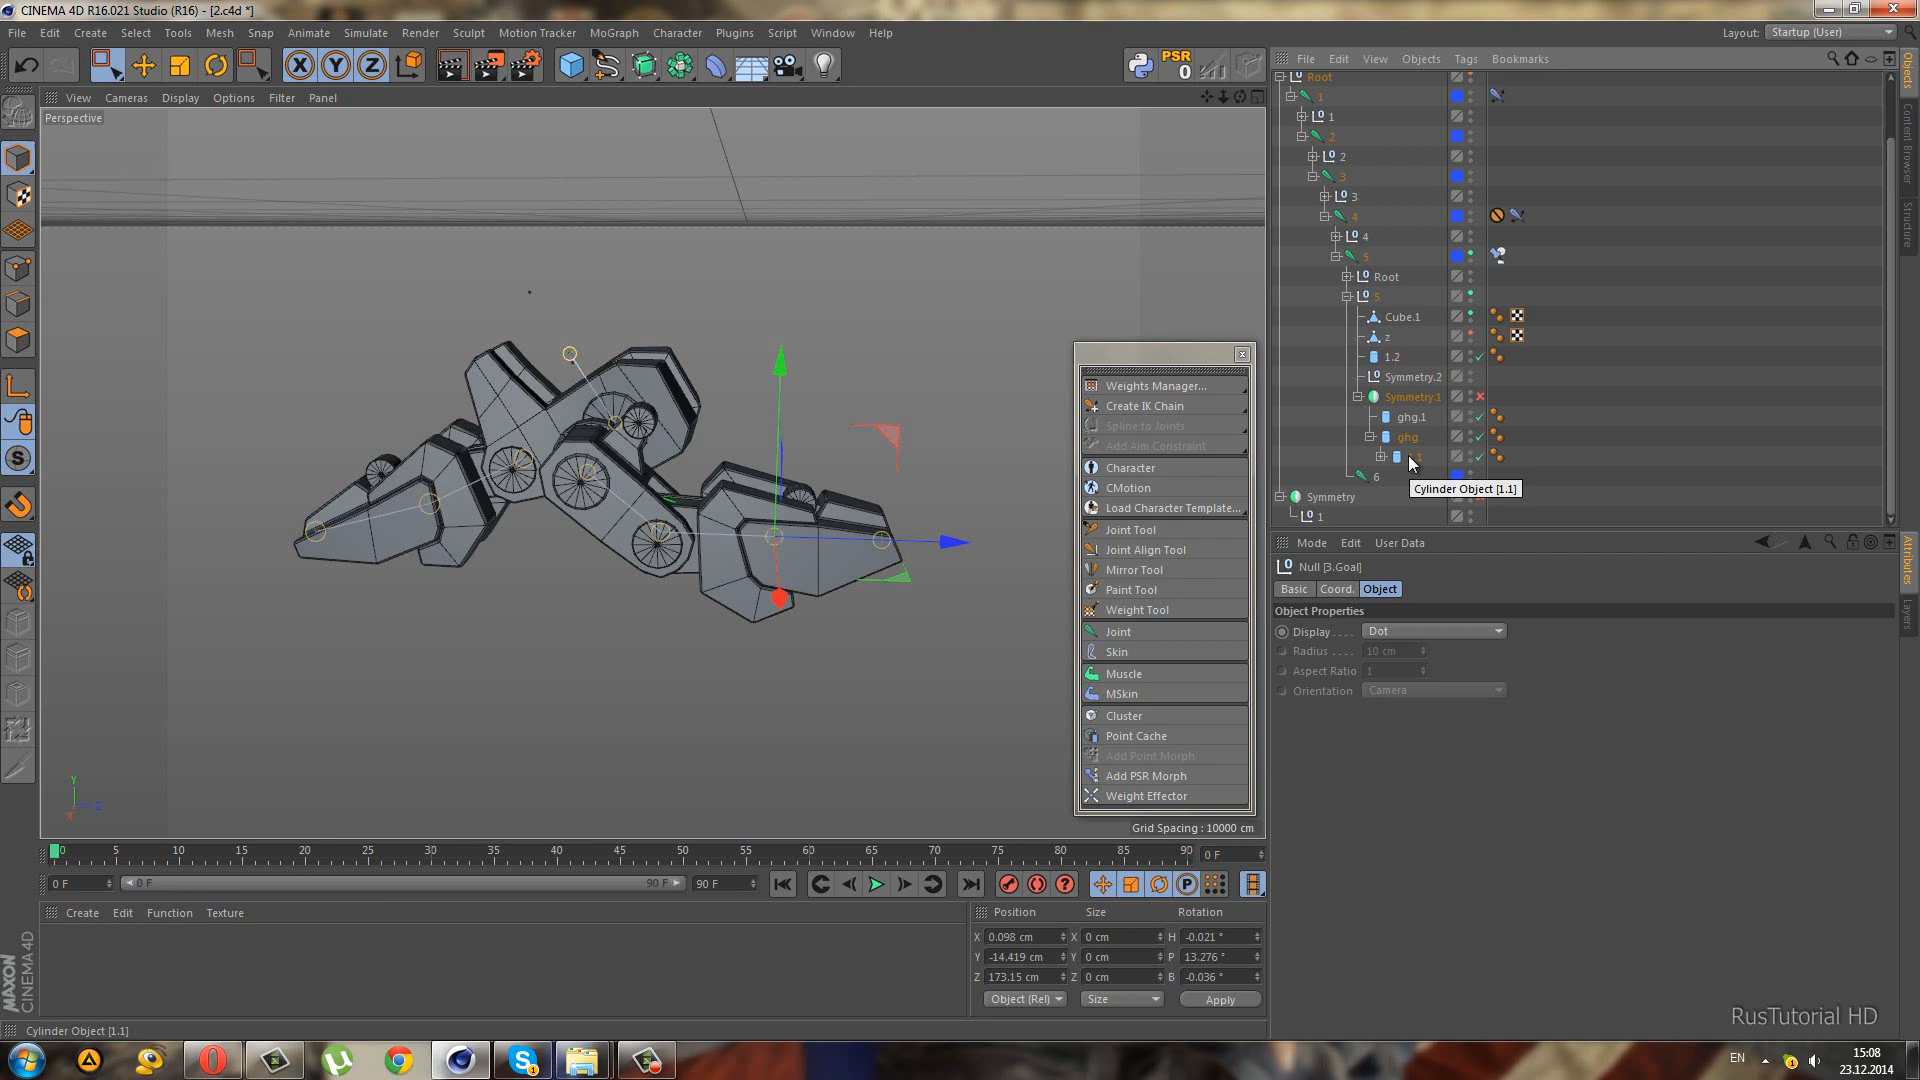 CINEMA 4D R16.021 Studio (R16) - [2.c4d *]
File Edit Create Select Tools Mesh Snap Animate Simulate Render Sculpt Motion Tracker MoGraph Character Plugins Script Window Help
Layout: Startup (User)
PSR
0
File Edit View Objects Tags Bookmarks
View Cameras Display Options Filter Panel
Perspective
Root
1
1
2
2
3
3
4
4
5
Root
5
Cube.1
z
1.2
Symmetry.2
Symmetry.1
ghg.1
ghg
6
Cylinder Object [1.1]
Symmetry
1
Objects
Content Browser
Structure
Attributes
Layers
Weights Manager...
Create IK Chain
Spline to Joints
Add Aim Constraint
Character
CMotion
Load Character Template...
Joint Tool
Joint Align Tool
Mirror Tool
Paint Tool
Weight Tool
Joint
Skin
Muscle
MSkin
Cluster
Point Cache
Add Point Morph
Add PSR Morph
Weight Effector
Mode Edit User Data
Null [3.Goal]
Basic Coord. Object
Object Properties
Display . . . . Dot
Radius . . . . 10 cm
Aspect Ratio 1
Orientation Camera
Y
Z
X
Grid Spacing : 10000 cm
0 5 10 15 20 25 30 35 40 45 50 55 60 65 70 75 80 85 90
0 F
0 F 0 F 90 F 90 F
Create Edit Function Texture
Position Size Rotation
X 0.098 cm X 0 cm H -0.021 °
Y -14.419 cm Y 0 cm P 13.276 °
Z 173.15 cm Z 0 cm B -0.036 °
Object (Rel) Size Apply
MAXON
CINEMA 4D
RusTutorial HD
Cylinder Object [1.1]
EN
15:08
23.12.2014